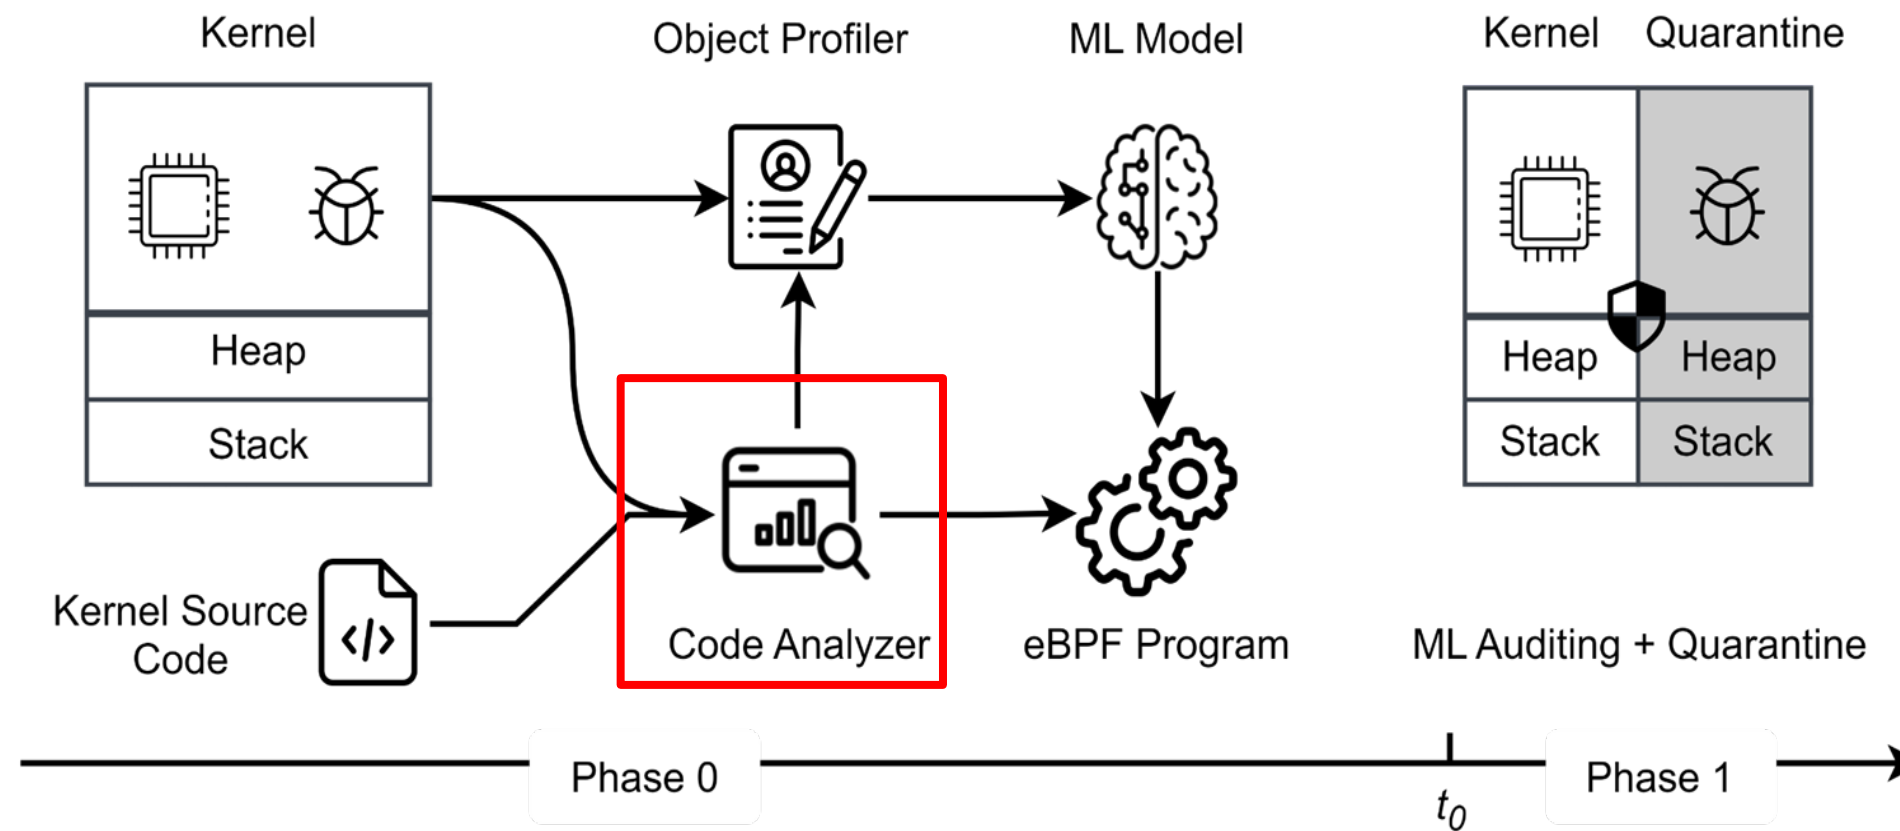 Kernel
Object Profiler
ML Model
Kernel
Quarantine
Heap
Stack
Heap
Heap
Stack
Stack
</>
Kernel Source
Code
Code Analyzer
eBPF Program
ML Auditing + Quarantine
Phase 0
t0
Phase 1